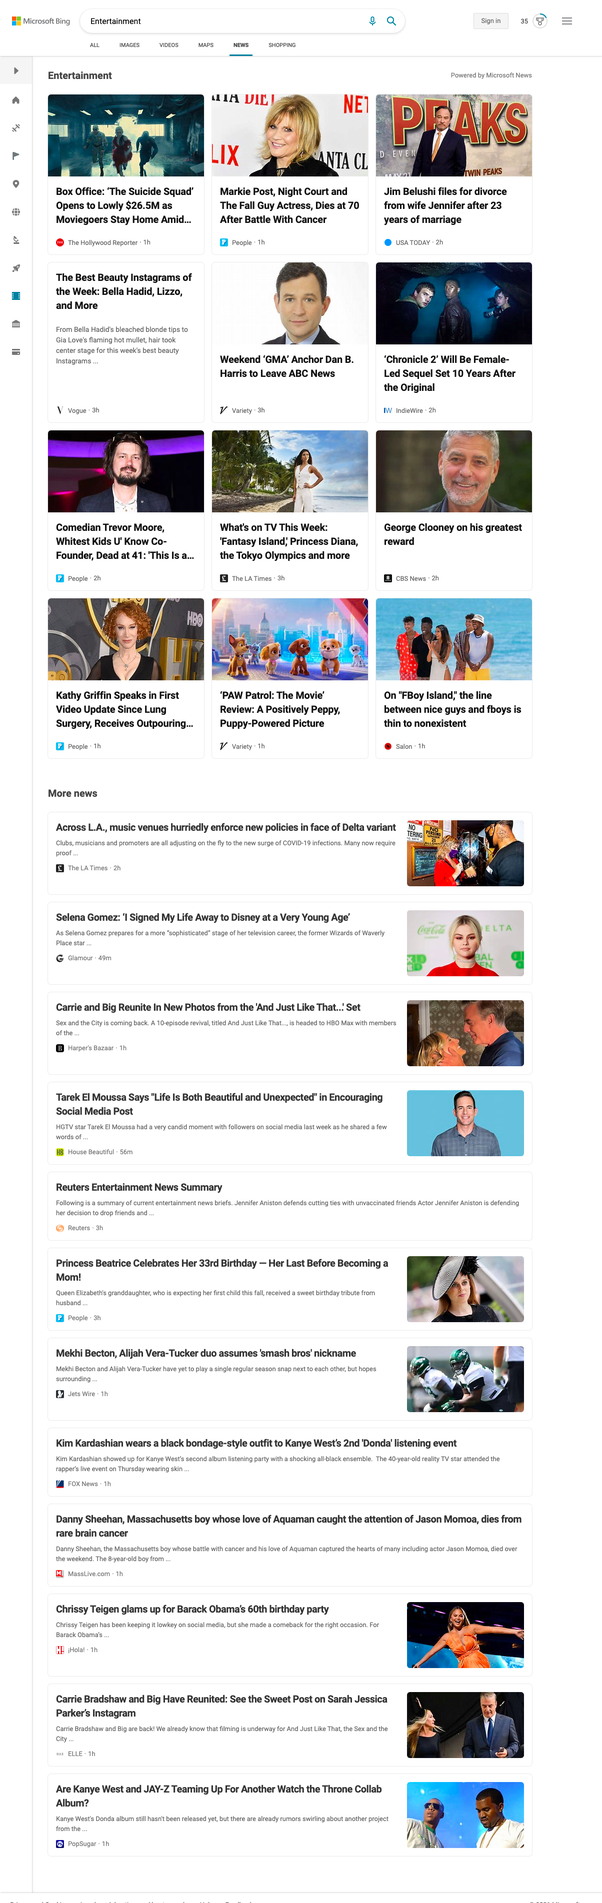 Microsoft Bing
Entertainment
Sign in
35
ALL
IMAGES
VIDEOS
MAPS
NEWS
SHOPPING
Entertainment
Powered by Microsoft News
NET
LIX
ANTA CL
PEAKS
TWIN PEAKS
Box Office: ‘The Suicide Squad’
Opens to Lowly $26.5M as
Moviegoers Stay Home Amid...
The Hollywood Reporter · 1h
Markie Post, Night Court and
The Fall Guy Actress, Dies at 70
After Battle With Cancer
People · 1h
Jim Belushi files for divorce
from wife Jennifer after 23
years of marriage
USA TODAY · 2h
The Best Beauty Instagrams of
the Week: Bella Hadid, Lizzo,
and More
From Bella Hadid's bleached blonde tips to
Gia Love's flaming hot mullet, hair took
center stage for this week's best beauty
Instagrams ...
Vogue · 3h
Weekend ‘GMA’ Anchor Dan B.
Harris to Leave ABC News
Variety · 3h
‘Chronicle 2’ Will Be Female-
Led Sequel Set 10 Years After
the Original
IndieWire · 2h
Comedian Trevor Moore,
Whitest Kids U' Know Co-
Founder, Dead at 41: 'This Is a...
People · 2h
What's on TV This Week:
'Fantasy Island,' Princess Diana,
the Tokyo Olympics and more
The LA Times · 3h
George Clooney on his greatest
reward
CBS News · 2h
HBO
Kathy Griffin Speaks in First
Video Update Since Lung
Surgery, Receives Outpouring...
People · 1h
‘PAW Patrol: The Movie’
Review: A Positively Peppy,
Puppy-Powered Picture
Variety · 1h
On "FBoy Island," the line
between nice guys and fboys is
thin to nonexistent
Salon · 1h
More news
Across L.A., music venues hurriedly enforce new policies in face of Delta variant
Clubs, musicians and promoters are all adjusting on the fly to the new surge of COVID-19 infections. Many now require
proof ...
The LA Times · 2h
Selena Gomez: ‘I Signed My Life Away to Disney at a Very Young Age’
As Selena Gomez prepares for a more “sophisticated” stage of her television career, the former Wizards of Waverly
Place star ...
Glamour · 49m
Carrie and Big Reunite In New Photos from the 'And Just Like That...' Set
Sex and the City is coming back. A 10-episode revival, titled And Just Like That..., is headed to HBO Max with members
of the ...
Harper's Bazaar · 1h
Tarek El Moussa Says "Life Is Both Beautiful and Unexpected" in Encouraging
Social Media Post
HGTV star Tarek El Moussa had a very candid moment with followers on social media last week as he shared a few
words of ...
House Beautiful · 56m
Reuters Entertainment News Summary
Following is a summary of current entertainment news briefs. Jennifer Aniston defends cutting ties with unvaccinated friends Actor Jennifer Aniston is defending
her decision to drop friends and ...
Reuters · 3h
Princess Beatrice Celebrates Her 33rd Birthday — Her Last Before Becoming a
Mom!
Queen Elizabeth's granddaughter, who is expecting her first child this fall, received a sweet birthday tribute from
husband ...
People · 3h
Mekhi Becton, Alijah Vera-Tucker duo assumes 'smash bros' nickname
Mekhi Becton and Alijah Vera-Tucker have yet to play a single regular season snap next to each other, but hopes
surrounding ...
Jets Wire · 1h
Kim Kardashian wears a black bondage-style outfit to Kanye West's 2nd 'Donda' listening event
Kim Kardashian showed up for Kanye West's second album listening party with a shocking all-black ensemble. The 40-year-old reality TV star attended the
rapper's live event on Thursday wearing skin ...
FOX News · 1h
Danny Sheehan, Massachusetts boy whose love of Aquaman caught the attention of Jason Momoa, dies from
rare brain cancer
Danny Sheehan, the Massachusetts boy whose battle with cancer and his love of Aquaman captured the hearts of many including actor Jason Momoa, died over
the weekend. The 8-year-old boy from ...
MassLive.com · 1h
Chrissy Teigen glams up for Barack Obama's 60th birthday party
Chrissy Teigen has been keeping it lowkey on social media, but she made a comeback for the right occasion. For
Barack Obama's ...
¡Hola! · 1h
Carrie Bradshaw and Big Have Reunited: See the Sweet Post on Sarah Jessica
Parker's Instagram
Carrie Bradshaw and Big are back! We already know that filming is underway for And Just Like That, the Sex and the
City ...
ELLE · 1h
Are Kanye West and JAY-Z Teaming Up For Another Watch the Throne Collab
Album?
Kanye West's Donda album still hasn't been released yet, but there are already rumors swirling about another project
from the ...
PopSugar · 1h